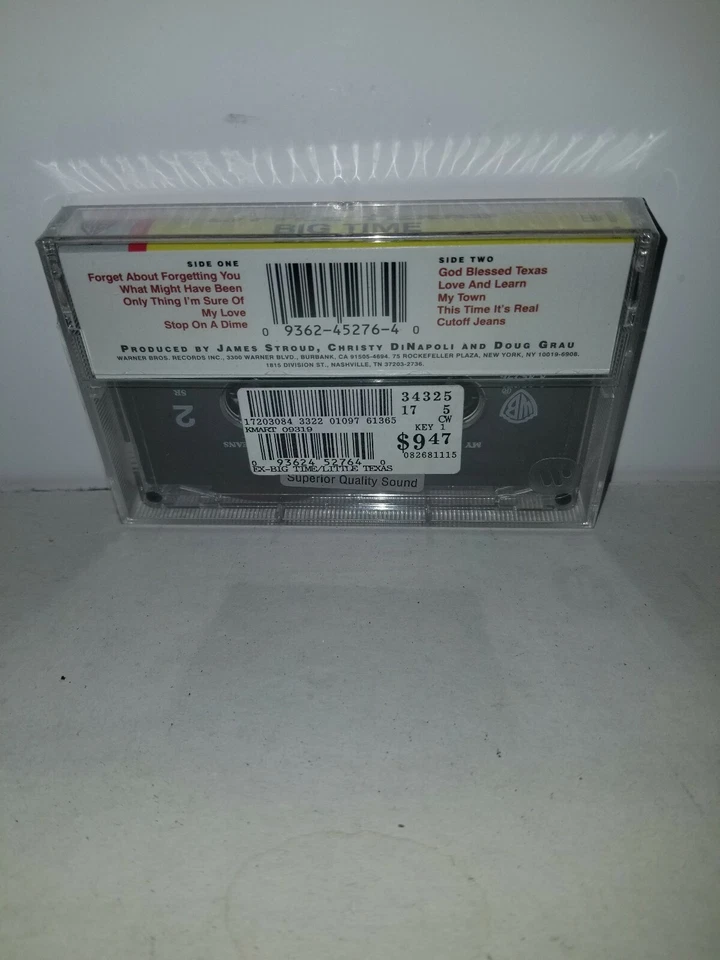 BIG TIME
SIDE ONE
Forget About Forgetting You
What Might Have Been
Only Thing I'm Sure Of
My Love
Stop On A Dime
0 9362-45276-4 0
SIDE TWO
God Blessed Texas
Love And Learn
My Town
This Time It's Real
Cutoff Jeans
PRODUCED BY JAMES STROUD, CHRISTY DINAPOLI AND DOUG GRAU
WARNER BROS. RECORDS INC., 3300 WARNER BLVD., BURBANK, CA 91505-4694. 75 ROCKEFELLER PLAZA, NEW YORK, NY 10019-6908.
1815 DIVISION ST., NASHVILLE, TN 37203-2736.
2
SR
34325
17 5
CW
17203084 3322 01097 61365
KMART 09319
KEY 1
$9.47
082681115
0 93624 52764 0
EX-BIG TIME/LITTLE TEXAS
WB
MY
EANS
Superior Quality Sound